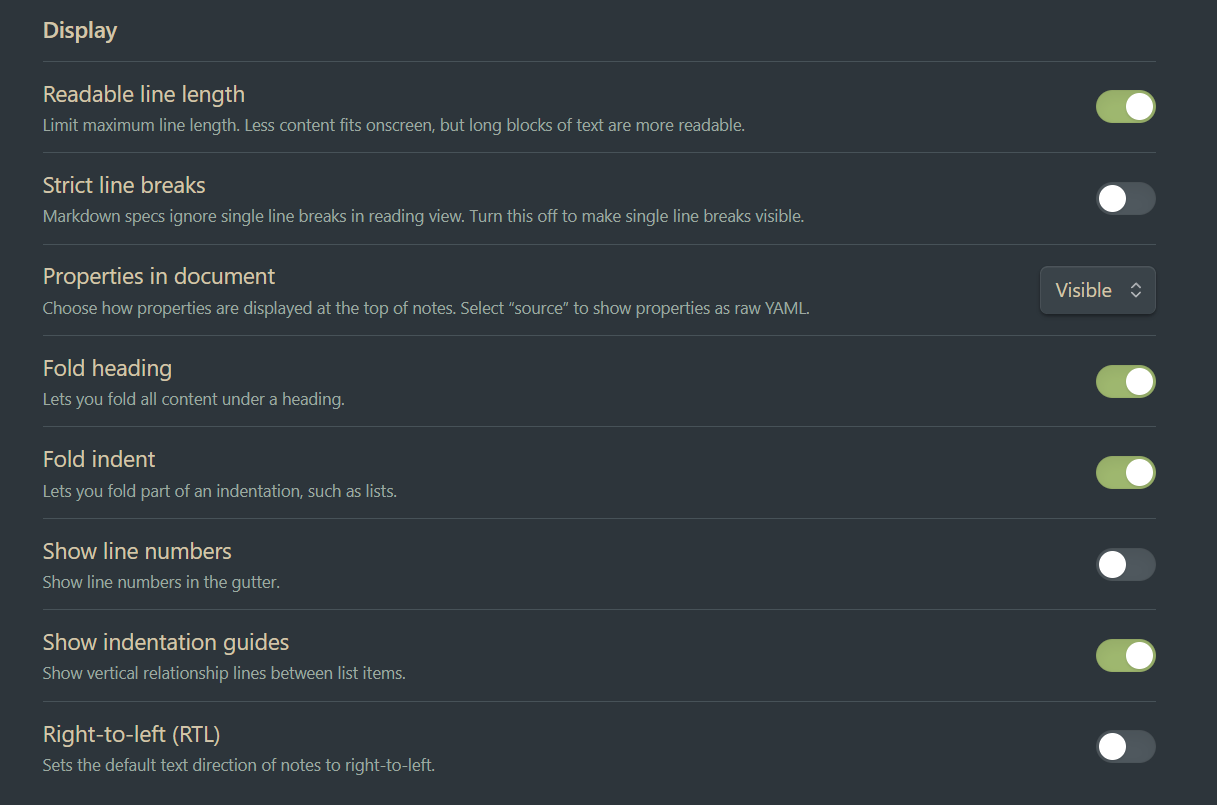 Display
Readable line length
Limit maximum line length. Less content fits onscreen, but long blocks of text are more readable.
Strict line breaks
Markdown specs ignore single line breaks in reading view. Turn this off to make single line breaks visible.
Properties in document
Choose how properties are displayed at the top of notes. Select “source” to show properties as raw YAML.
Visible
Fold heading
Lets you fold all content under a heading.
Fold indent
Lets you fold part of an indentation, such as lists.
Show line numbers
Show line numbers in the gutter.
Show indentation guides
Show vertical relationship lines between list items.
Right-to-left (RTL)
Sets the default text direction of notes to right-to-left.